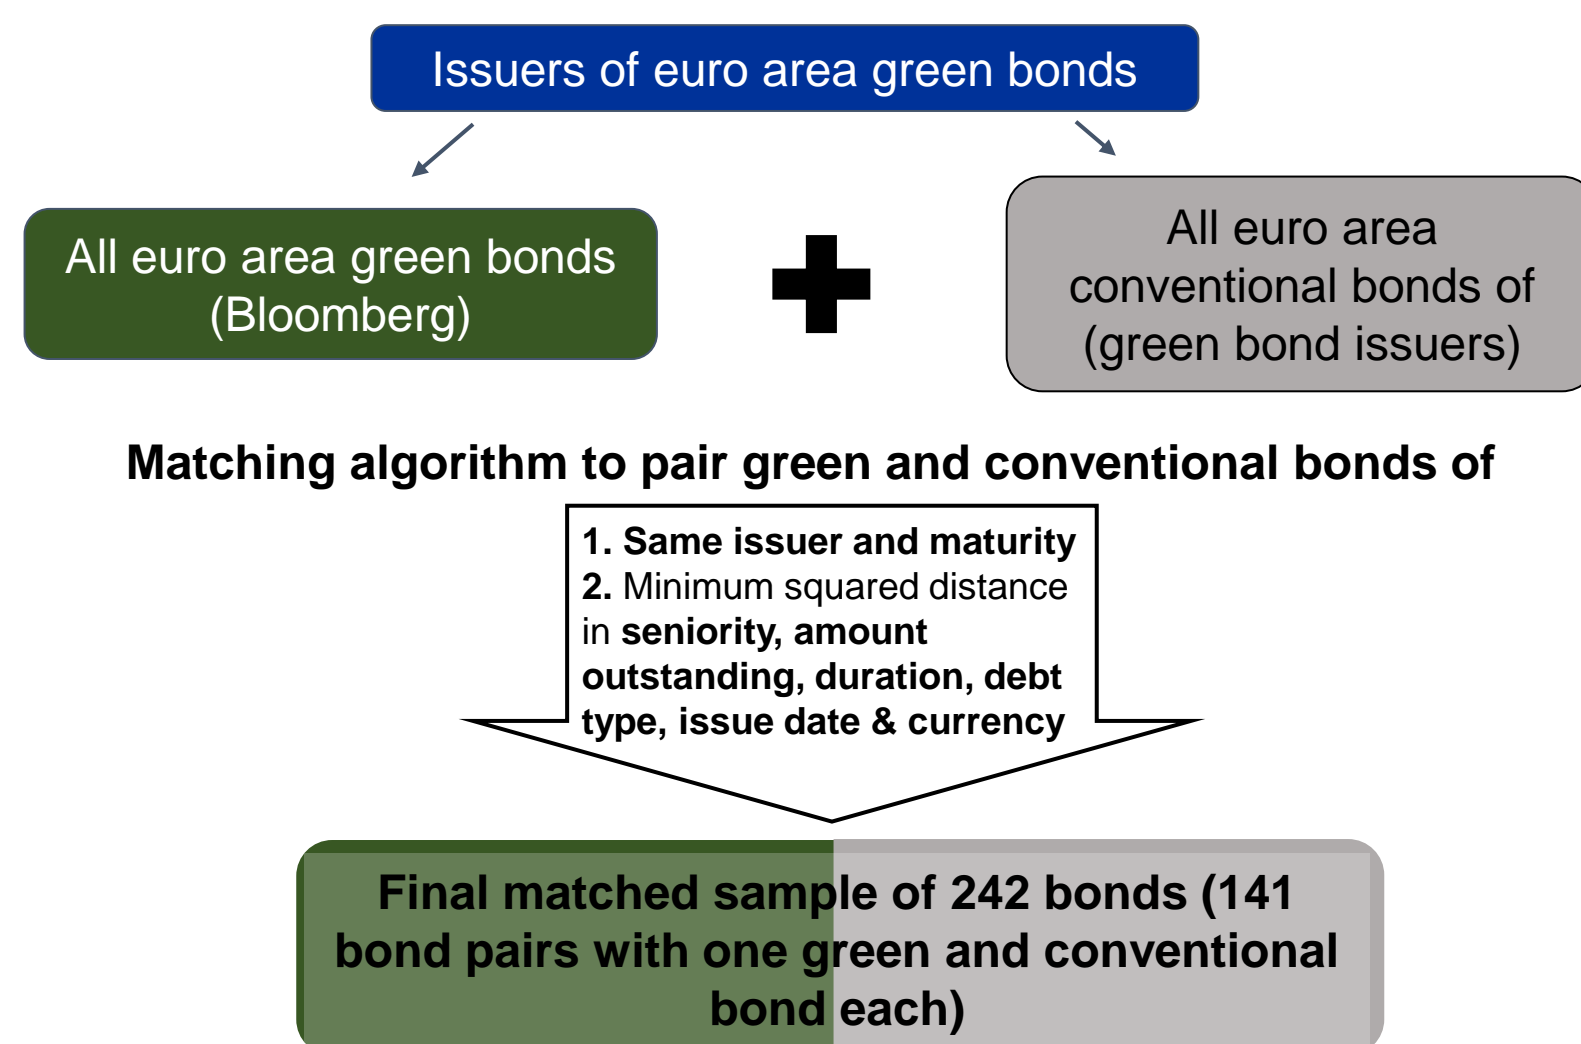 Issuers of euro area green bonds
All euro area green bonds
(Bloomberg)
All euro area
conventional bonds of
(green bond issuers)
Matching algorithm to pair green and conventional bonds of
1. Same issuer and maturity
2. Minimum squared distance
in seniority, amount
outstanding, duration, debt
type, issue date & currency
Final matched sample of 242 bonds (141
bond pairs with one green and conventional
bond each)